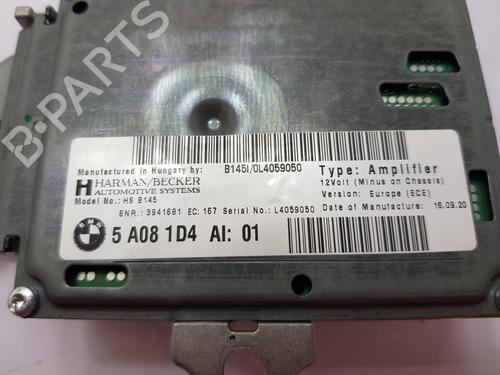 B-PARTS
Manufactured in Hungary by: B145I/0L4059050 Type: Amplifier
HARMAN/BECKER 12Volt (Minus on Chassis)
AUTOMOTIVE SYSTEMS Version: Europe (ECE)
Model No.: HS B145 Date of Manufacture: 16.09.20
SNR.: 3941681 EC: 167 Serial No.: L4059050
BMW 5 A08 1D4 AI: 01